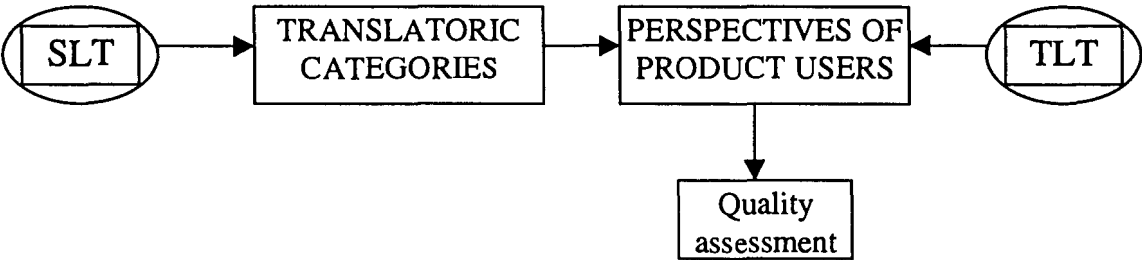 SLT
TRANSLATORIC
CATEGORIES
PERSPECTIVES OF
PRODUCT USERS
TLT
Quality
assessment